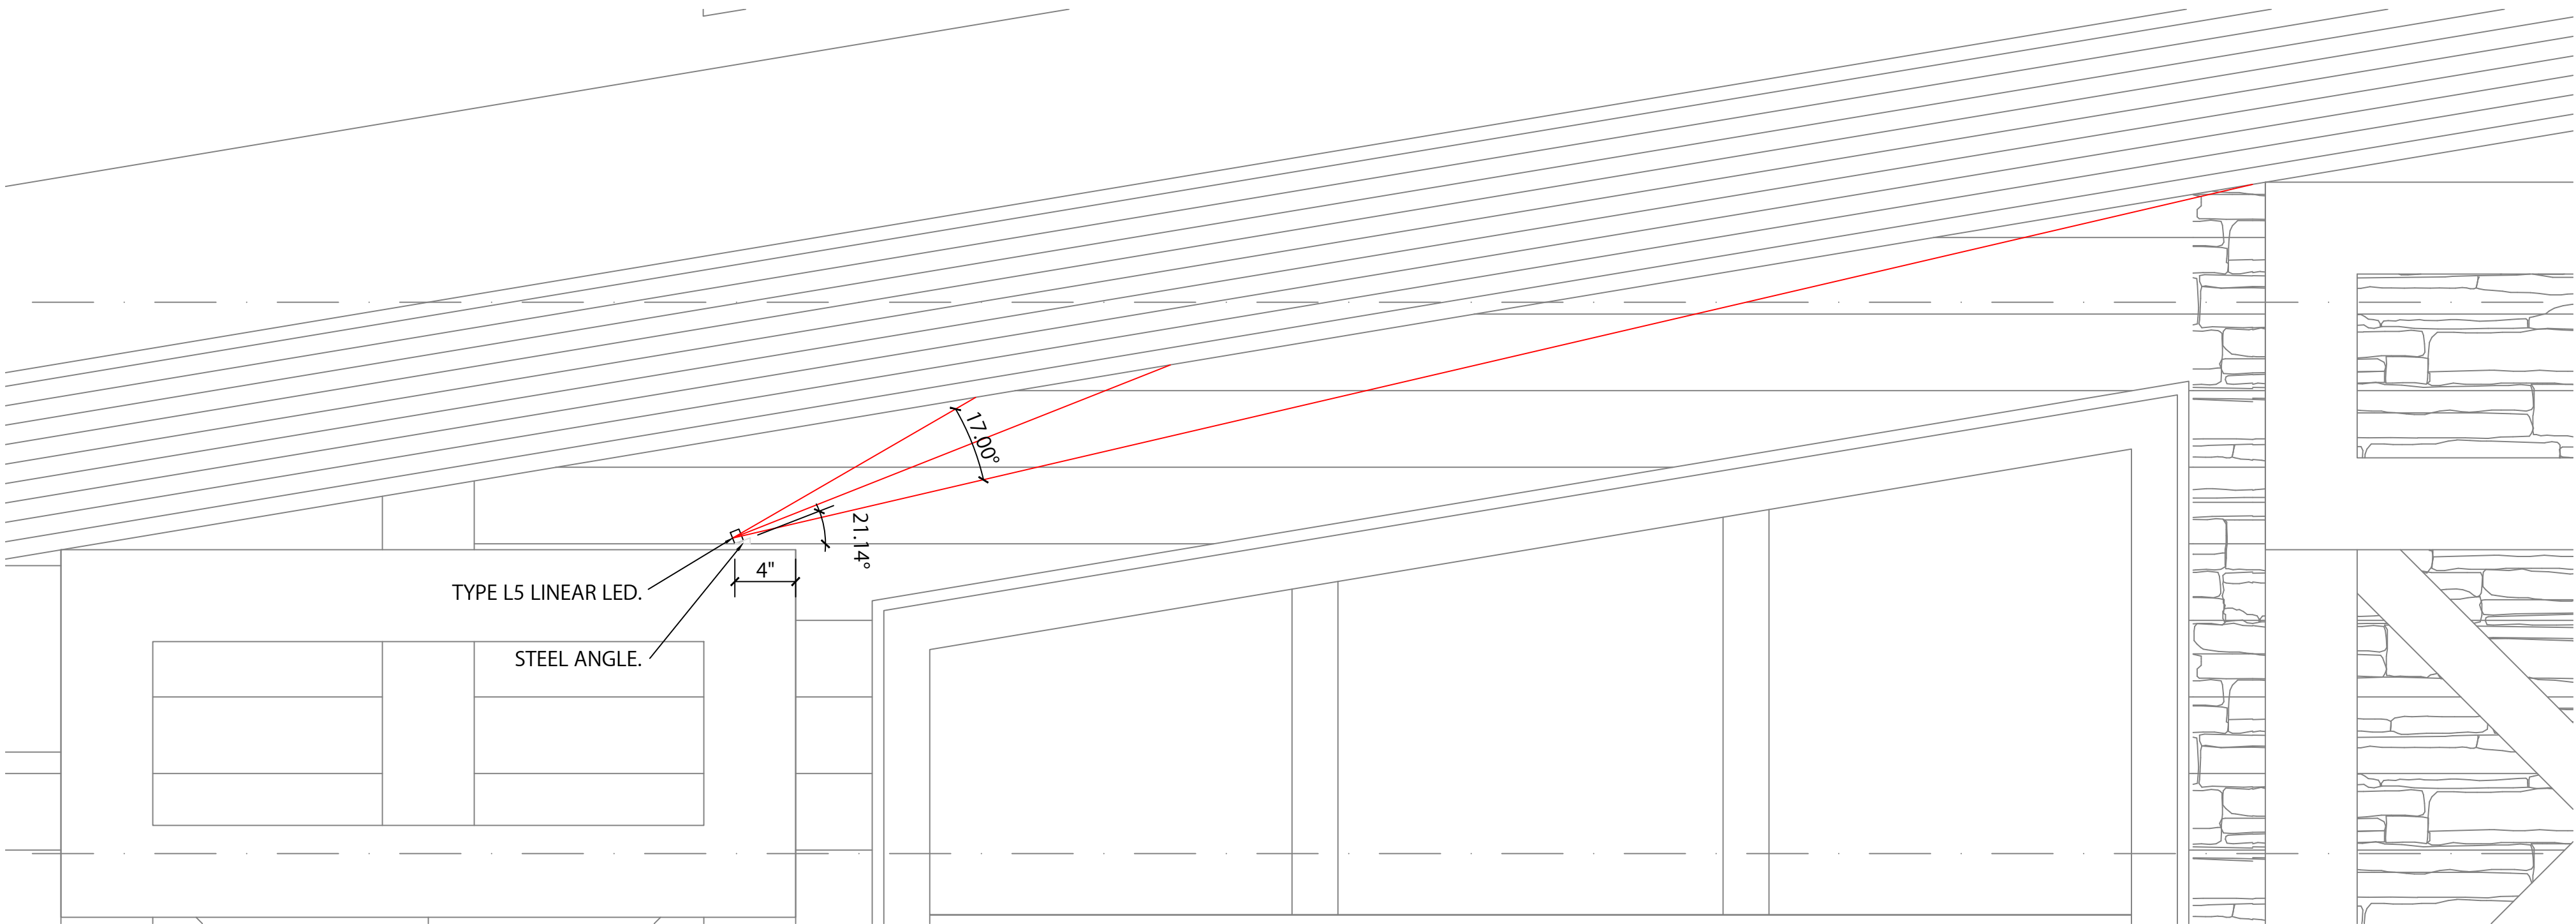 17.00°
21.14°
4"
TYPE L5 LINEAR LED.
STEEL ANGLE.